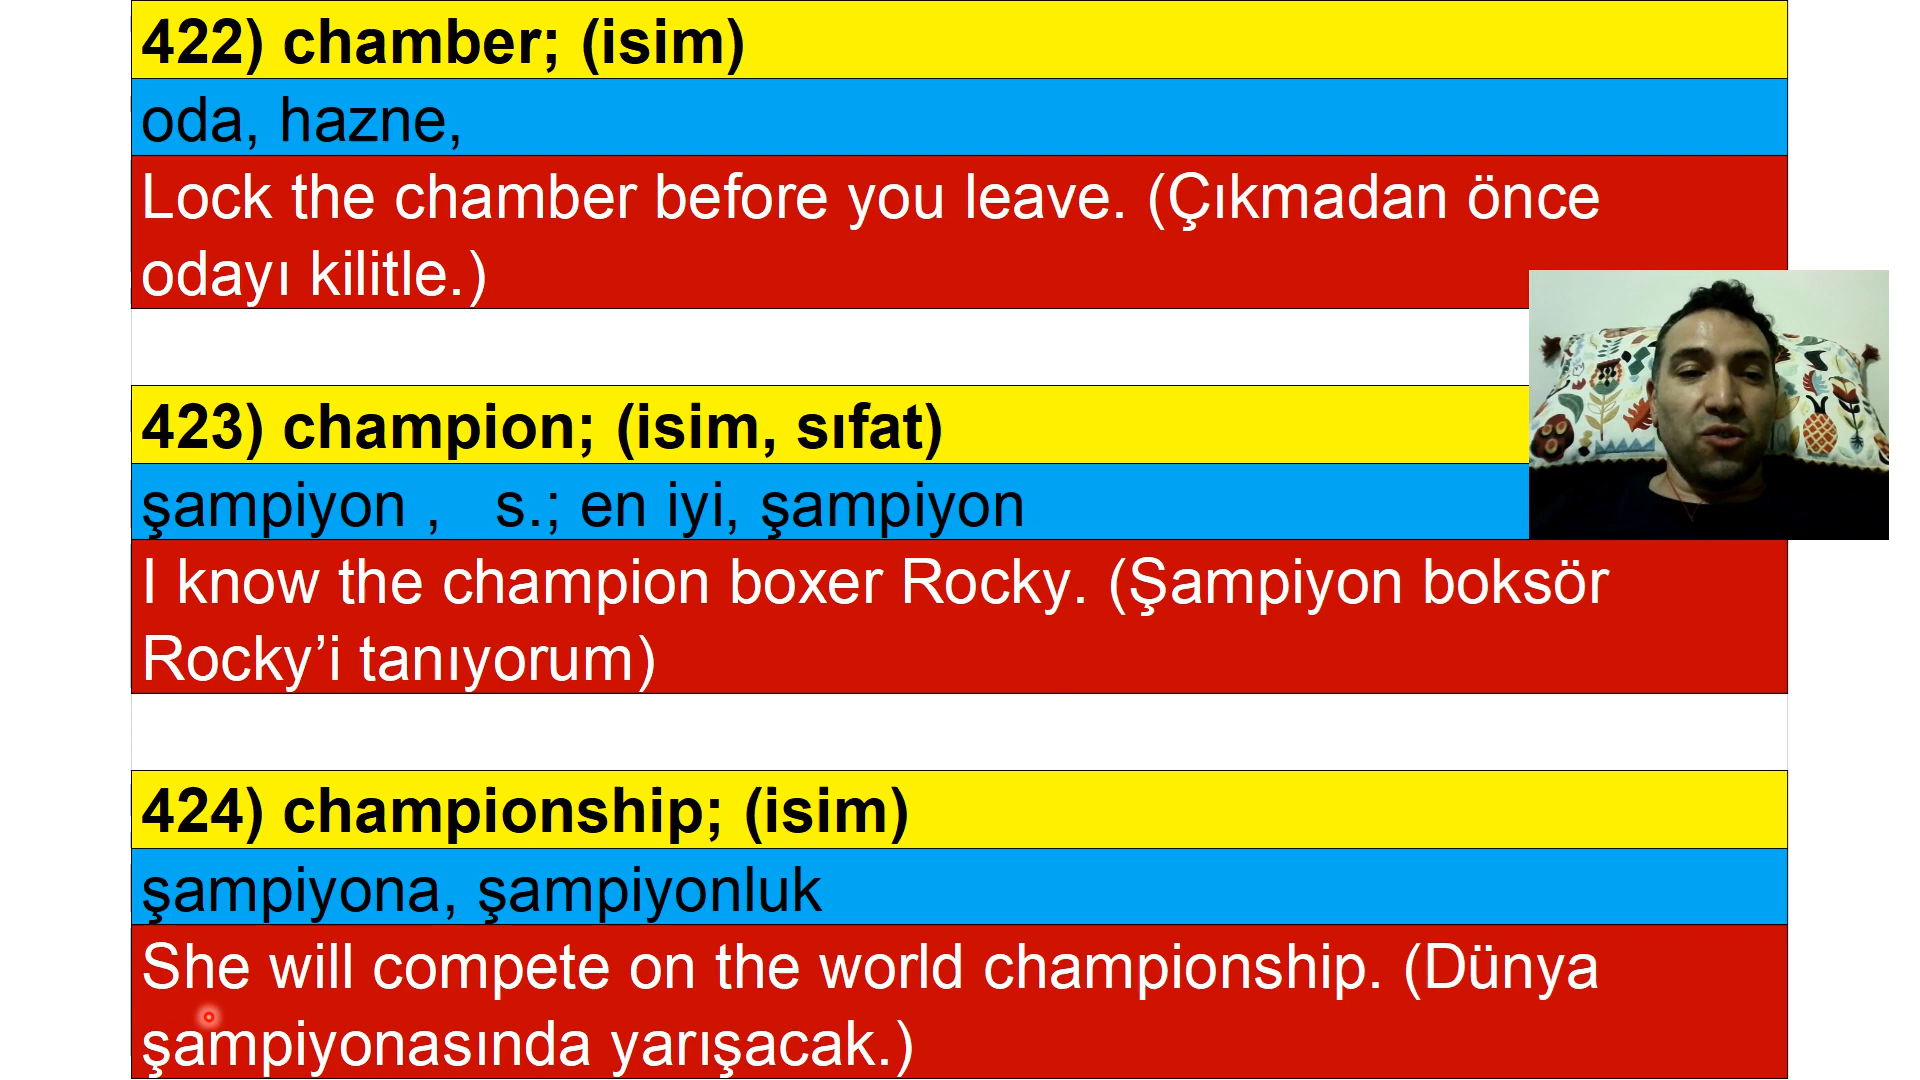 422) chamber; (isim)
oda, hazne,
Lock the chamber before you leave. (Çıkmadan önce
odayı kilitle.)
423) champion; (isim, sıfat)
şampiyon , s.; en iyi, şampiyon
I know the champion boxer Rocky. (Şampiyon boksör
Rocky’i tanıyorum)
424) championship; (isim)
şampiyona, şampiyonluk
She will compete on the world championship. (Dünya
şampiyonasında yarışacak.)